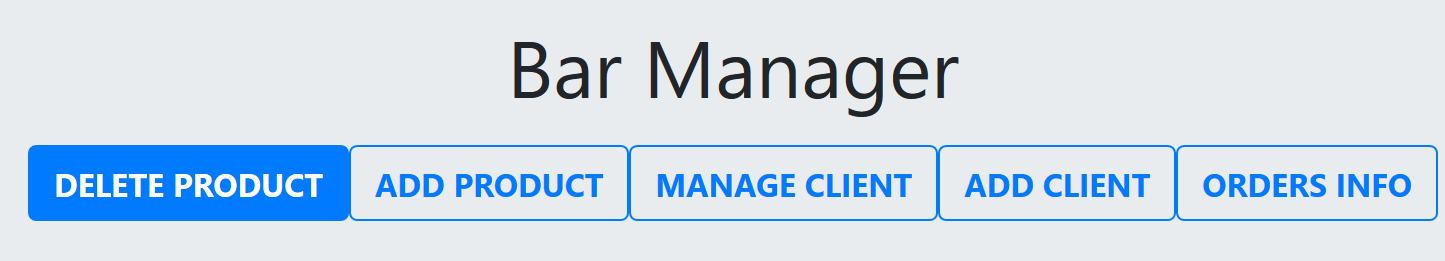 Bar Manager
DELETE PRODUCT ADD PRODUCT MANAGE CLIENT ADD CLIENT ORDERS INFO